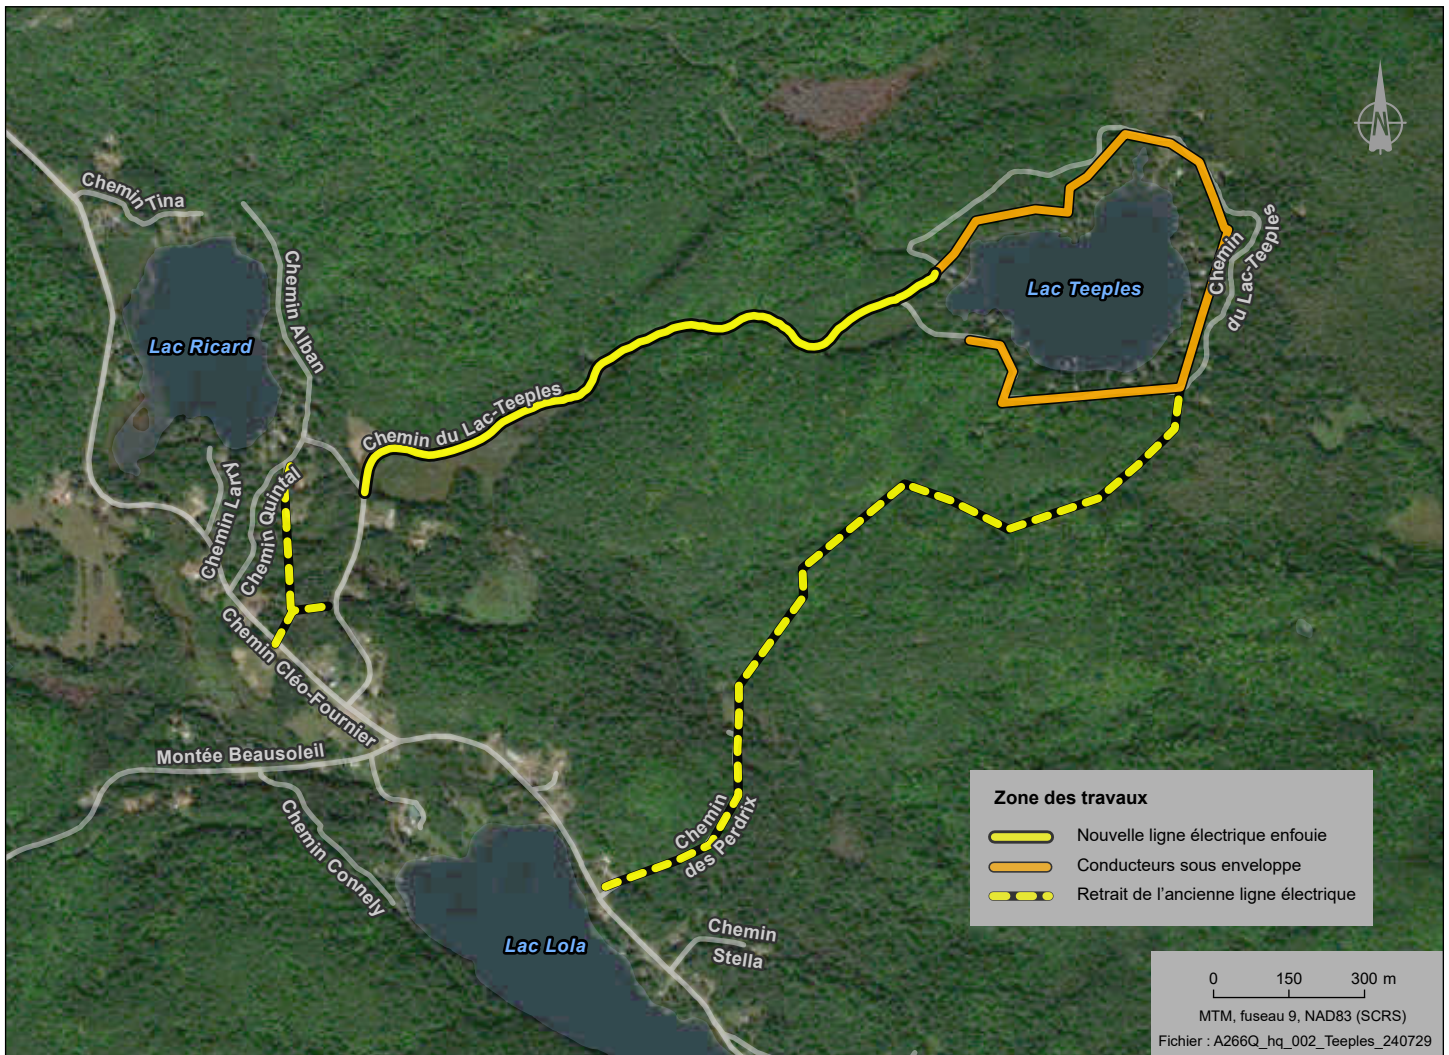 N
Chemin Tina
Chemin Alban
Lac Ricard
Lac Teeples
Chemin
du Lac-Teeples
Chemin du Lac-Teeples
Chemin Larry
Chemin Quintal
Chemin Cléo-Fournier
Montée Beausoleil
Chemin Connely
Chemin
des Perdrix
Lac Lola
Chemin
Stella
Zone des travaux
Nouvelle ligne électrique enfouie
Conducteurs sous enveloppe
Retrait de l'ancienne ligne électrique
0 150 300 m
MTM, fuseau 9, NAD83 (SCRS)
Fichier : A266Q_hq_002_Teeples_240729